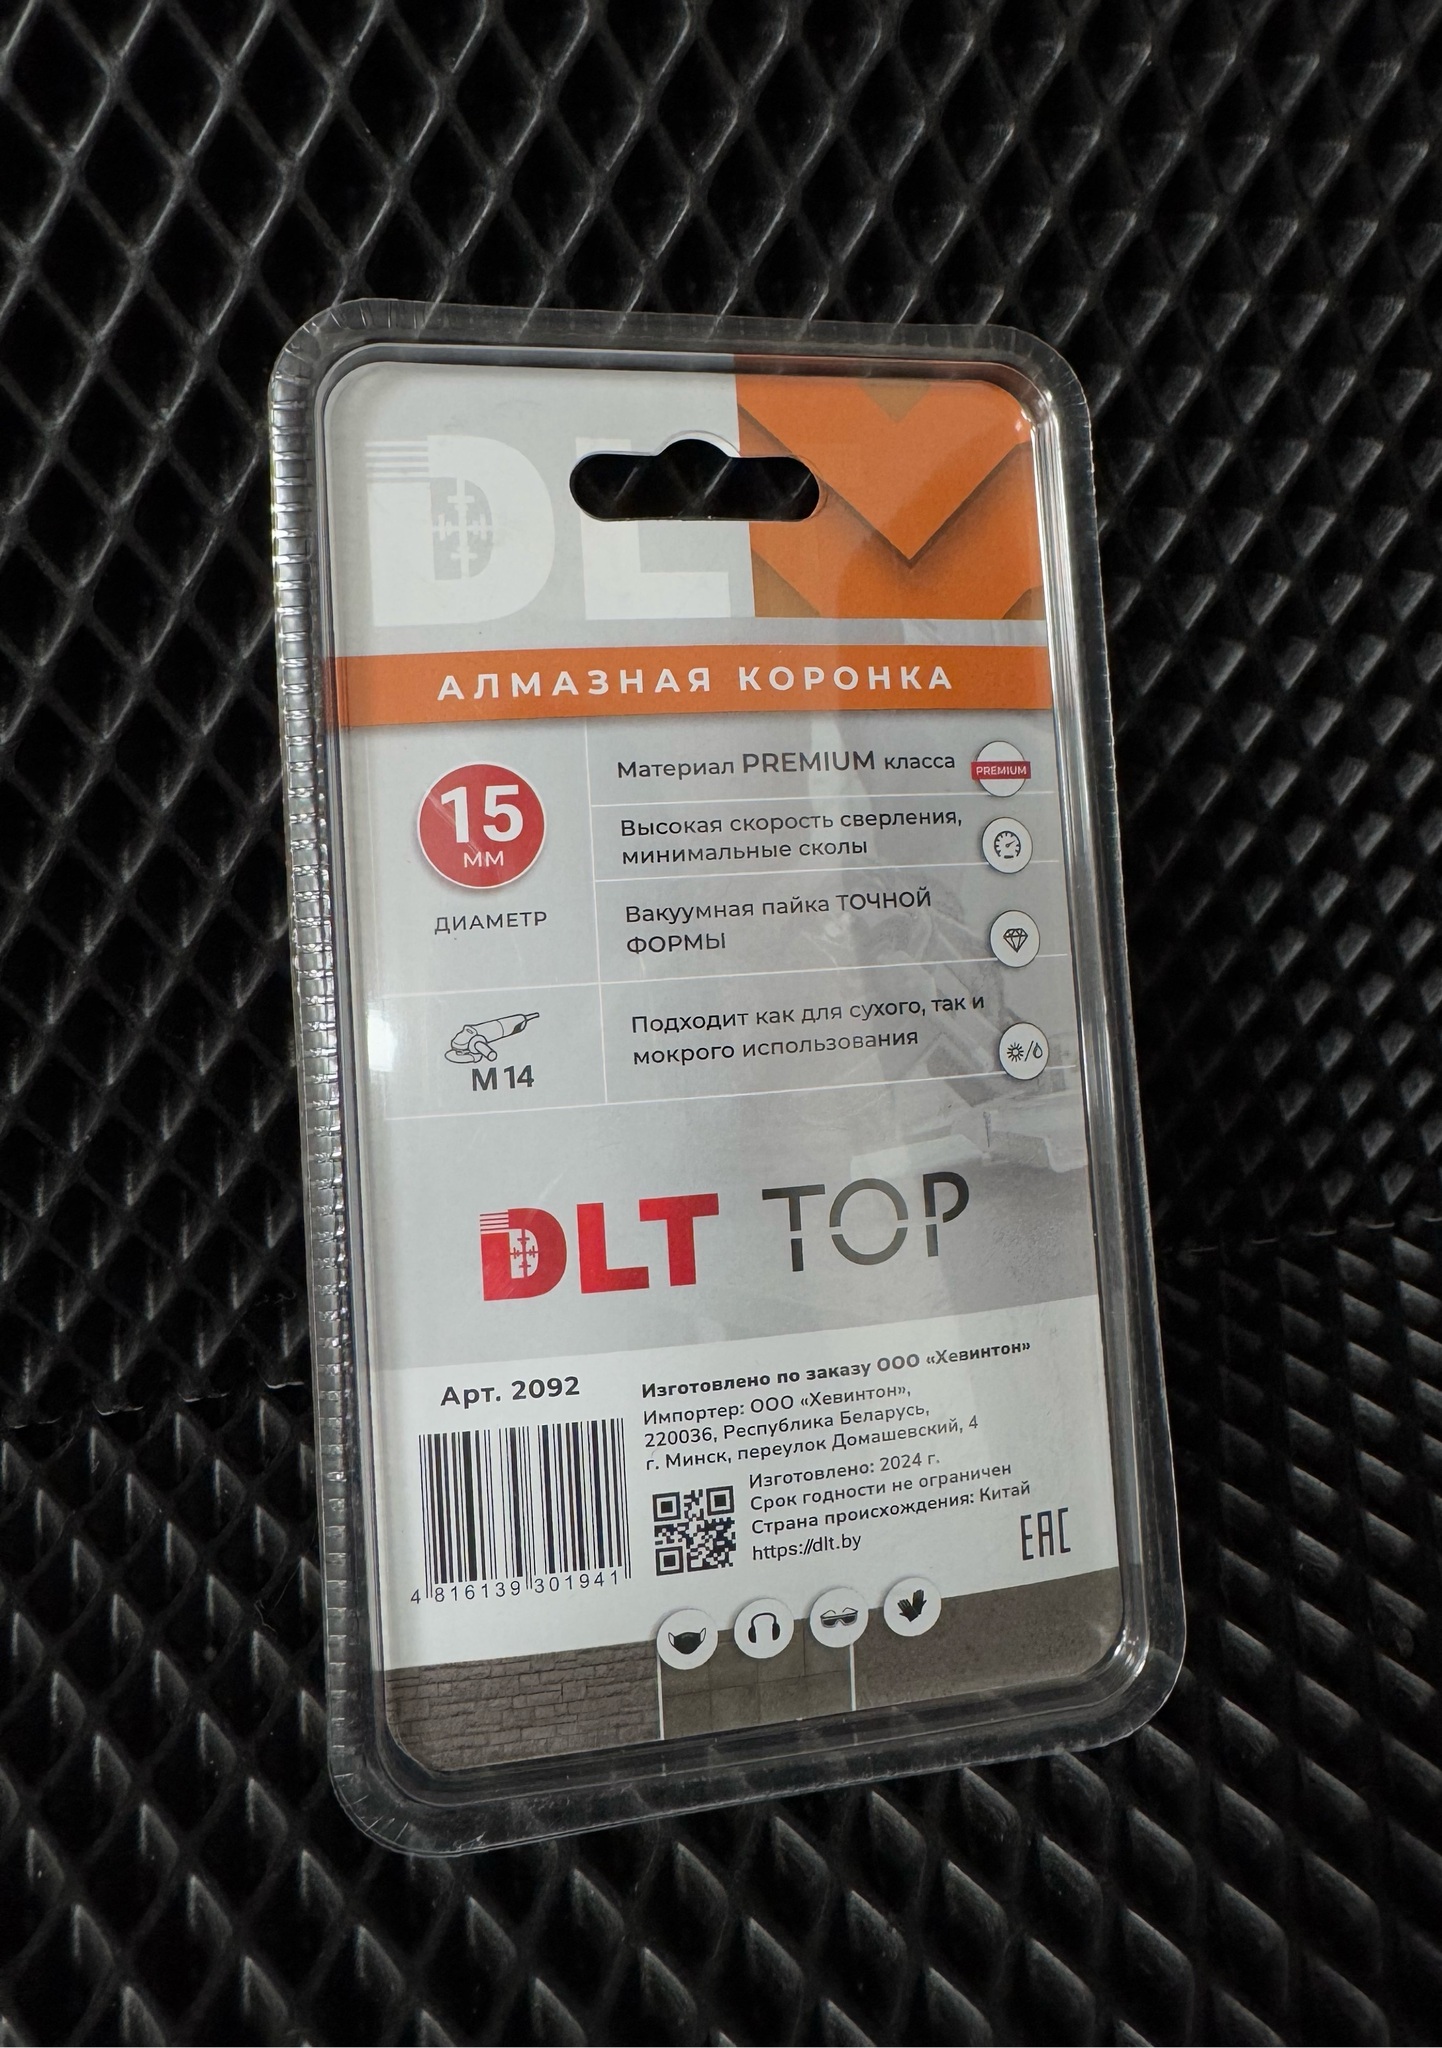 DL
АЛМАЗНАЯ КОРОНКА
15
ММ
ДИАМЕТР
М 14
Материал PREMIUM класса
PREMIUM
Высокая скорость сверления,
минимальные сколы
Вакуумная пайка ТОЧНОЙ
ФОРМЫ
Подходит как для сухого, так и
мокрого использования
DLT TOP
Арт. 2092
4 816139 301941
Изготовлено по заказу ООО «Хевинтон»
Импортер: ООО «Хевинтон»,
220036, Республика Беларусь,
г. Минск, переулок Домашевский, 4
Изготовлено: 2024 г.
Срок годности не ограничен
Страна происхождения: Китай
https://dlt.by
EAC